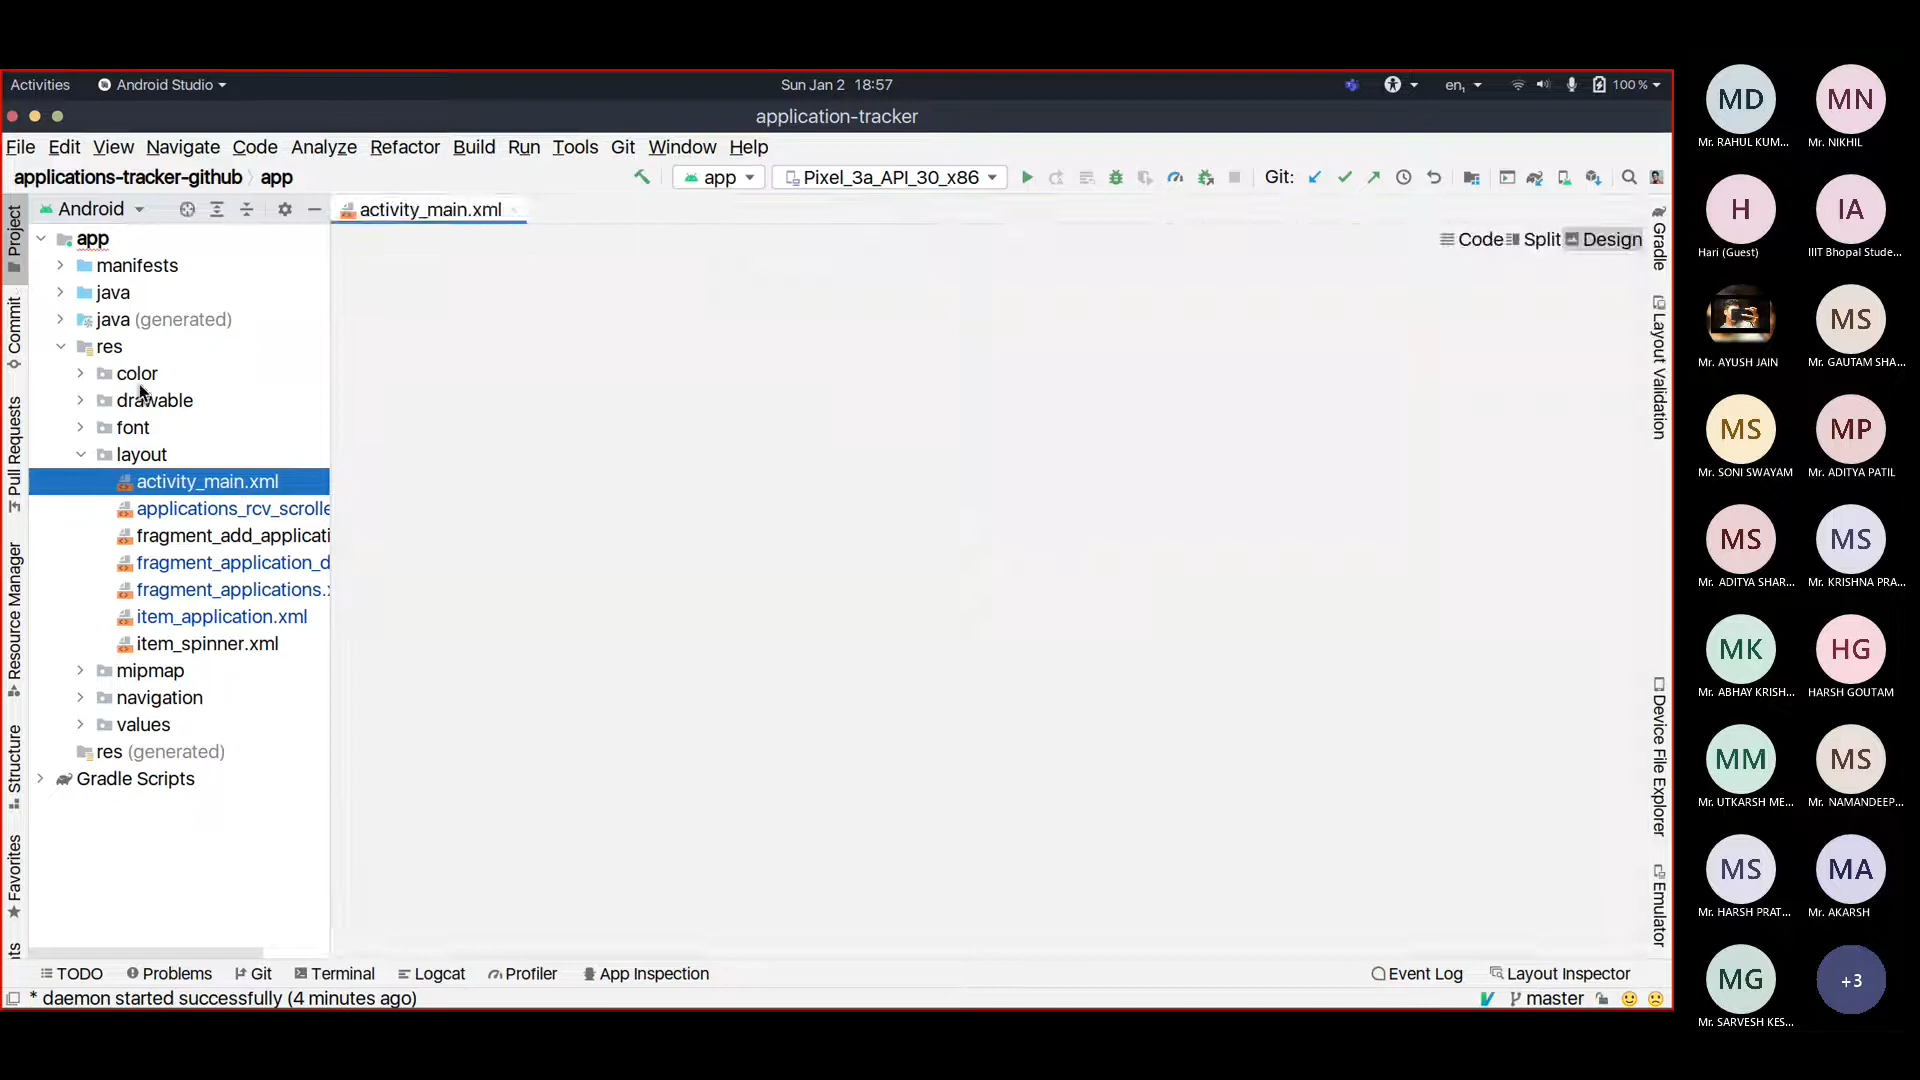 Activities Android Studio Sun Jan 2 18:57 en₁ 100 %
application-tracker
File Edit View Navigate Code Analyze Refactor Build Run Tools Git Window Help
applications-tracker-github app app Pixel_3a_API_30_x86 Git:
Android activity_main.xml
Code Split Design
app
manifests
java
java (generated)
res
color
drawable
font
layout
activity_main.xml
applications_rcv_scrolle
fragment_add_applicati
fragment_application_d
fragment_applications.
item_application.xml
item_spinner.xml
mipmap
navigation
values
res (generated)
Gradle Scripts
Project
Commit
Pull Requests
Resource Manager
Structure
Favorites
ts
Gradle
Layout Validation
Device File Explorer
Emulator
TODO Problems Git Terminal Logcat Profiler App Inspection Event Log Layout Inspector
* daemon started successfully (4 minutes ago) master
MD MN
Mr. RAHUL KUM... Mr. NIKHIL
H IA
Hari (Guest) IIIT Bhopal Stude...
MS
Mr. AYUSH JAIN Mr. GAUTAM SHA...
MS MP
Mr. SONI SWAYAM Mr. ADITYA PATIL
MS MS
Mr. ADITYA SHAR... Mr. KRISHNA PRA...
MK HG
Mr. ABHAY KRISH... HARSH GOUTAM
MM MS
Mr. UTKARSH ME... Mr. NAMANDEEP...
MS MA
Mr. HARSH PRAT... Mr. AKARSH
MG +3
Mr. SARVESH KES...